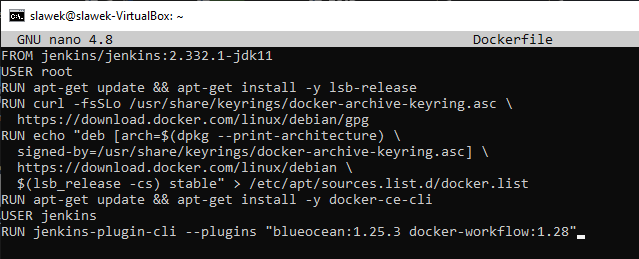 slawek@slawek-VirtualBox: ~
GNU nano 4.8 Dockerfile
FROM jenkins/jenkins:2.332.1-jdk11
USER root
RUN apt-get update && apt-get install -y lsb-release
RUN curl -fsSLo /usr/share/keyrings/docker-archive-keyring.asc \
  https://download.docker.com/linux/debian/gpg
RUN echo "deb [arch=$(dpkg --print-architecture) \
  signed-by=/usr/share/keyrings/docker-archive-keyring.asc] \
  https://download.docker.com/linux/debian \
  $(lsb_release -cs) stable" > /etc/apt/sources.list.d/docker.list
RUN apt-get update && apt-get install -y docker-ce-cli
USER jenkins
RUN jenkins-plugin-cli --plugins "blueocean:1.25.3 docker-workflow:1.28"